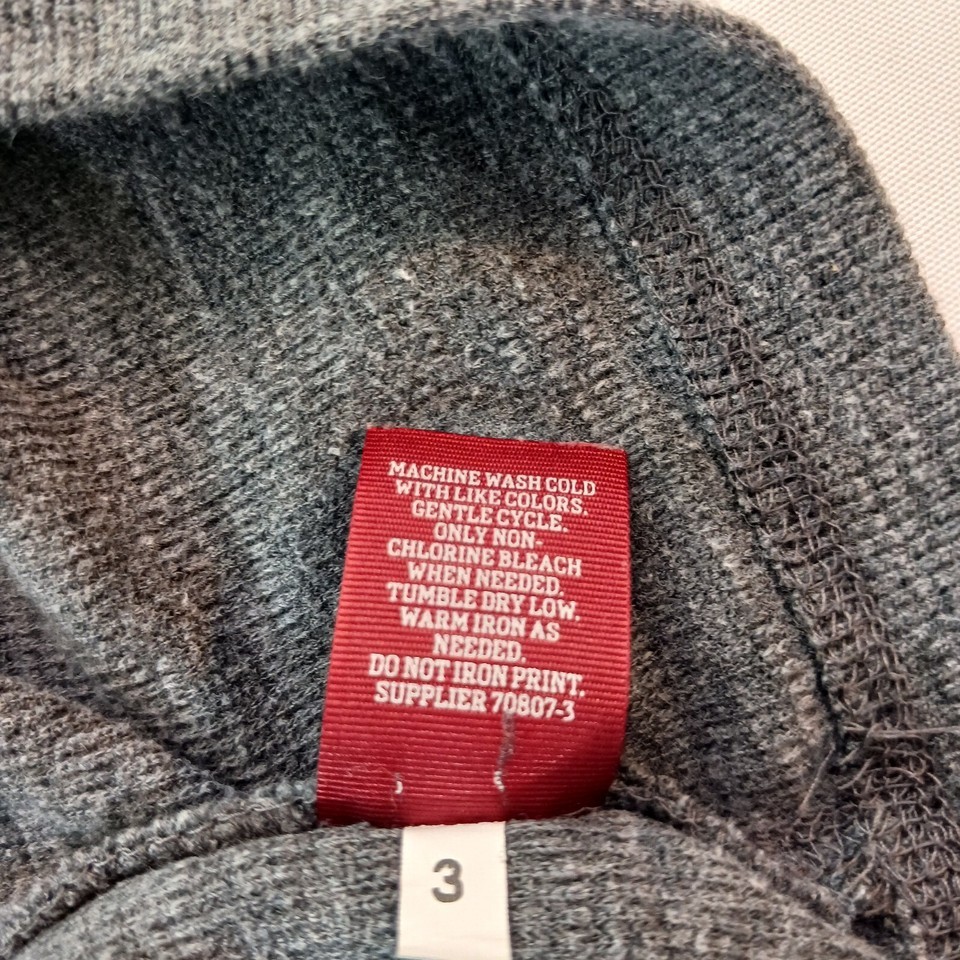 MACHINE WASH COLD
WITH LIKE COLORS.
GENTLE CYCLE.
ONLY NON-
CHLORINE BLEACH
WHEN NEEDED.
TUMBLE DRY LOW.
WARM IRON AS
NEEDED.
DO NOT IRON PRINT.
SUPPLIER 70807-3
3